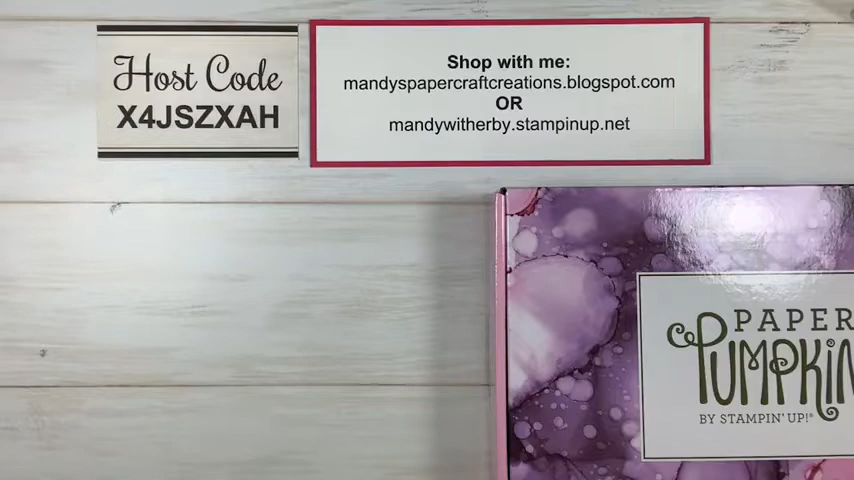 Host Code
X4JSZXAH
Shop with me:
mandyspapercraftcreations.blogspot.com
OR
mandywitherby.stampinup.net
PAPER
PUMPKIN
BY STAMPIN' UP!®